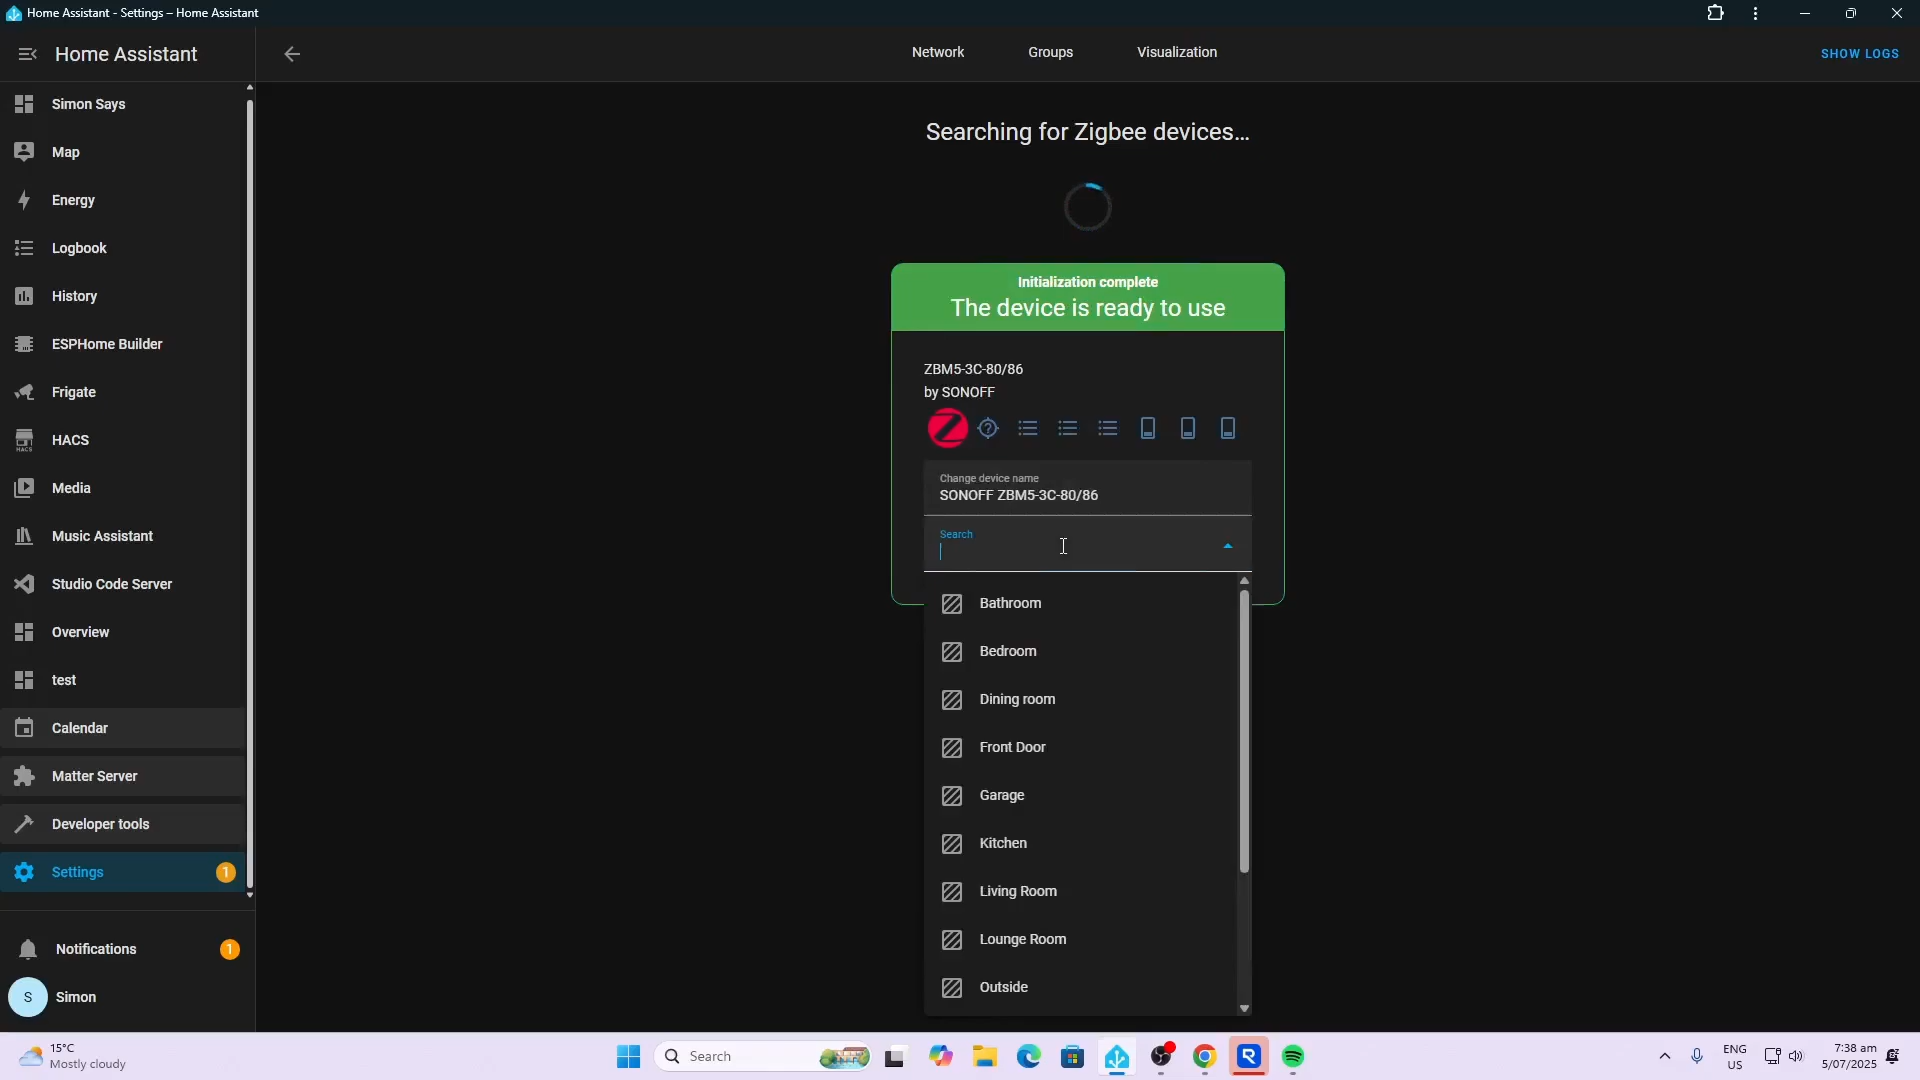 Home Assistant - Settings – Home Assistant
Home Assistant
Network
Groups
Visualization
SHOW LOGS
Simon Says
Map
Energy
Logbook
History
ESPHome Builder
Frigate
HACS
HACS
Media
Music Assistant
Studio Code Server
Overview
test
Calendar
Matter Server
Developer tools
Settings
1
Notifications
1
S
Simon
Searching for Zigbee devices...
Initialization complete
The device is ready to use
ZBM5-3C-80/86
by SONOFF
Change device name
SONOFF ZBM5-3C-80/86
Search
Bathroom
Bedroom
Dining room
Front Door
Garage
Kitchen
Living Room
Lounge Room
Outside
15°C
Mostly cloudy
Search
ENG
US
7:38 am
5/07/2025